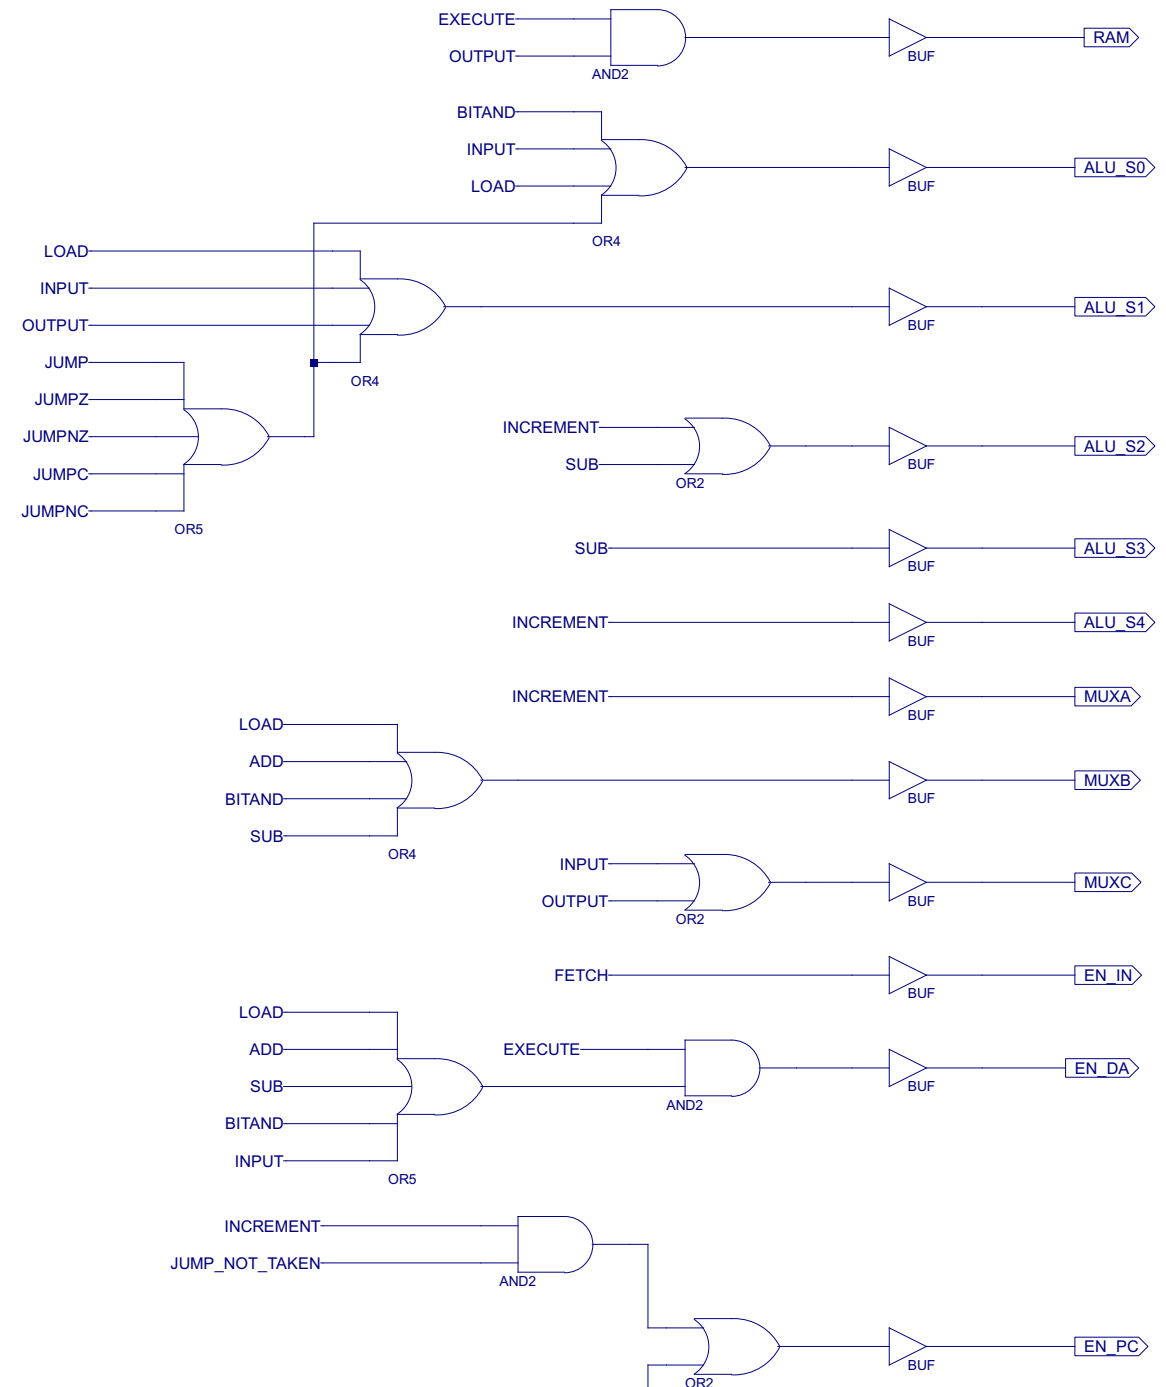 EXECUTE
OUTPUT
AND2
BUF
RAM
BITAND
INPUT
LOAD
OR4
BUF
ALU_S0
LOAD
INPUT
OUTPUT
OR4
BUF
ALU_S1
JUMP
JUMPZ
JUMPNZ
JUMPC
JUMPNC
OR5
INCREMENT
SUB
OR2
BUF
ALU_S2
SUB
BUF
ALU_S3
INCREMENT
BUF
ALU_S4
INCREMENT
BUF
MUXA
LOAD
ADD
BITAND
SUB
OR4
BUF
MUXB
INPUT
OUTPUT
OR2
BUF
MUXC
FETCH
BUF
EN_IN
LOAD
ADD
SUB
BITAND
INPUT
OR5
EXECUTE
AND2
BUF
EN_DA
INCREMENT
JUMP_NOT_TAKEN
AND2
OR2
BUF
EN_PC